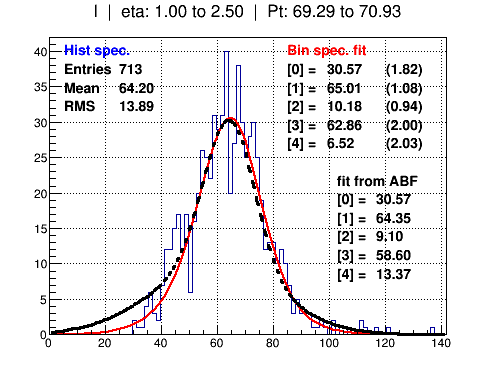 I | eta: 1.00 to 2.50 | Pt: 69.29 to 70.93
Hist spec.
Entries 713
Mean 64.20
RMS 13.89
Bin spec. fit
[0] = 30.57 (1.82)
[1] = 65.01 (1.08)
[2] = 10.18 (0.94)
[3] = 62.86 (2.00)
[4] = 6.52 (2.03)
fit from ABF
[0] = 30.57
[1] = 64.35
[2] = 9.10
[3] = 58.60
[4] = 13.37
40
35
30
25
20
15
10
5
0
0 20 40 60 80 100 120 140